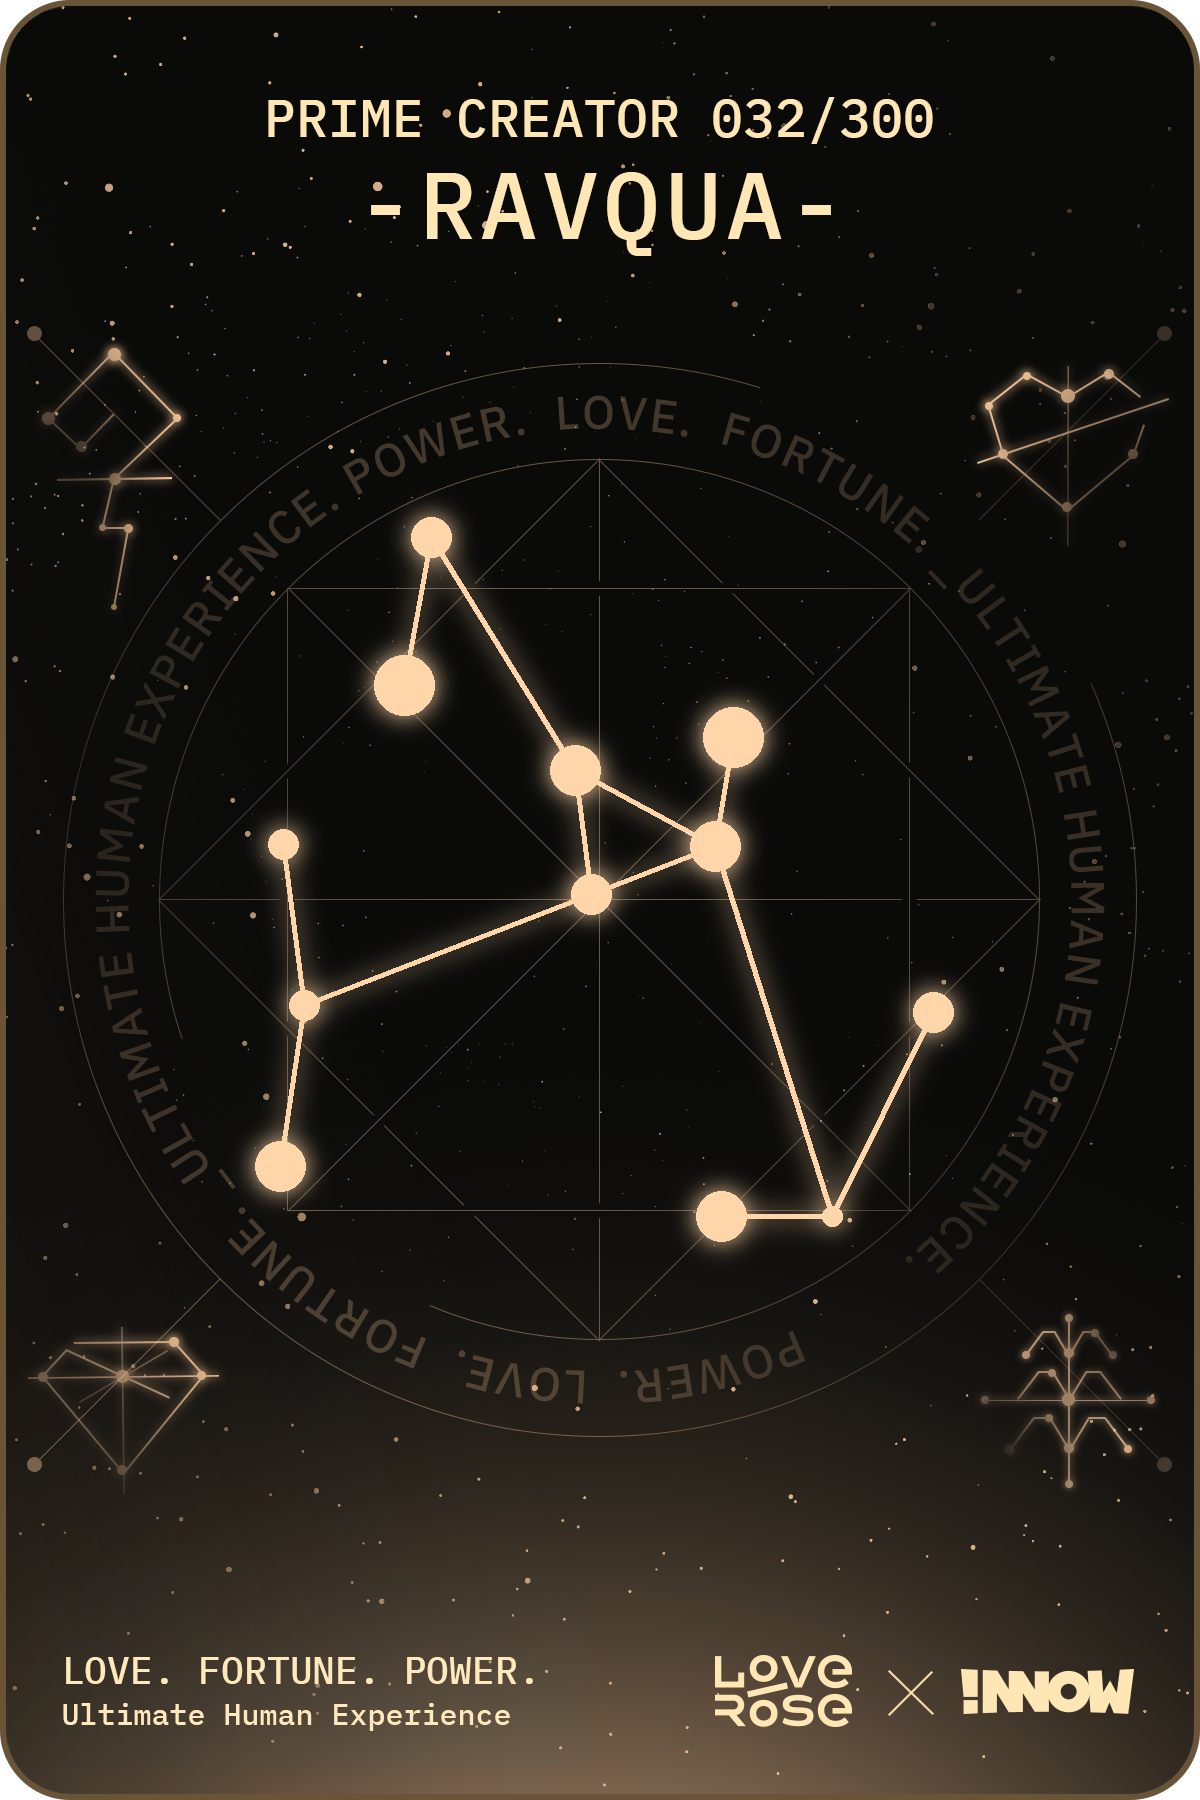 PRIME CREATOR 032/300
-RAVQUA-
ULTIMATE HUMAN EXPERIENCE. POWER. LOVE. FORTUNE. – ULTIMATE HUMAN EXPERIENCE. POWER. LOVE. FORTUNE. –
LOVE. FORTUNE. POWER.
Ultimate Human Experience
LOVE
ROSE
X
!NNOW